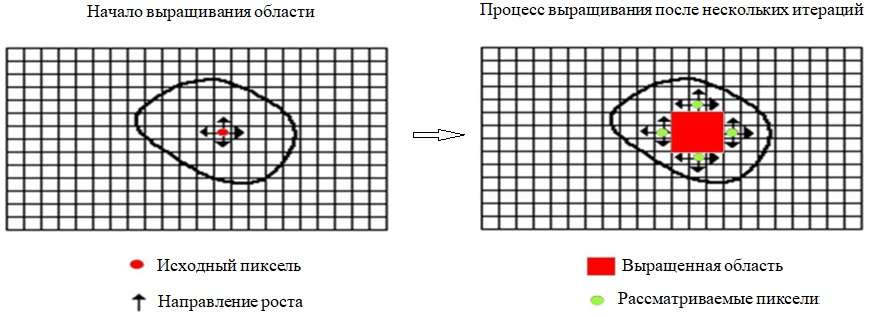 Начало выращивания области
Процесс выращивания после нескольких итераций
Исходный пиксель
Выращенная область
Направление роста
Рассматриваемые пиксели